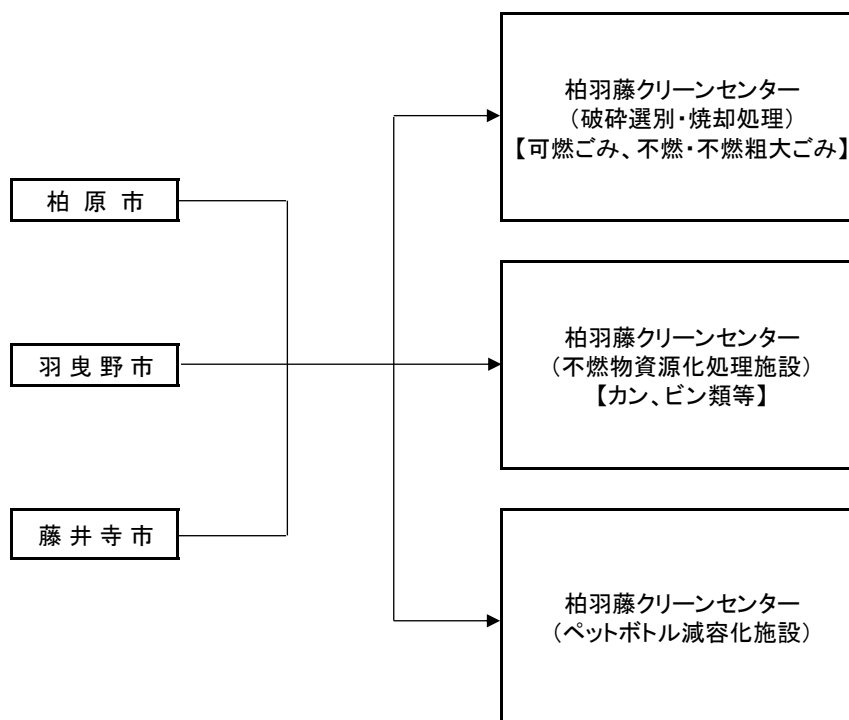 柏原市
羽曳野市
藤井寺市
柏羽藤クリーンセンター
（破砕選別・焼却処理）
【可燃ごみ、不燃・不燃粗大ごみ】
柏羽藤クリーンセンター
（不燃物資源化処理施設）
【カン、ビン類等】
柏羽藤クリーンセンター
（ペットボトル減容化施設）